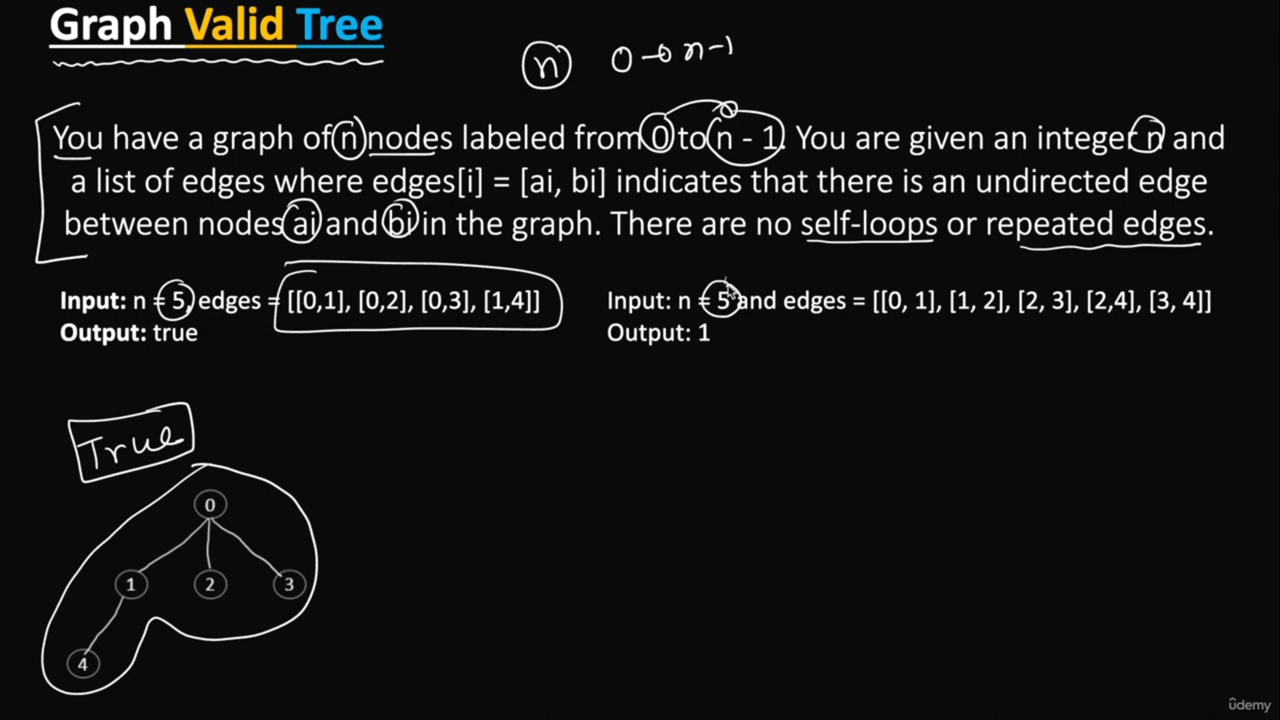 Graph Valid Tree
n 0 → n-1
You have a graph of n nodes labeled from 0 to n - 1. You are given an integer n and
a list of edges where edges[i] = [ai, bi] indicates that there is an undirected edge
between nodes ai and bi in the graph. There are no self-loops or repeated edges.
Input: n = 5, edges = [[0,1], [0,2], [0,3], [1,4]]
Output: true
Input: n = 5 and edges = [[0, 1], [1, 2], [2, 3], [2,4], [3, 4]]
Output: 1
True
0
1 2 3
4
ûdemy